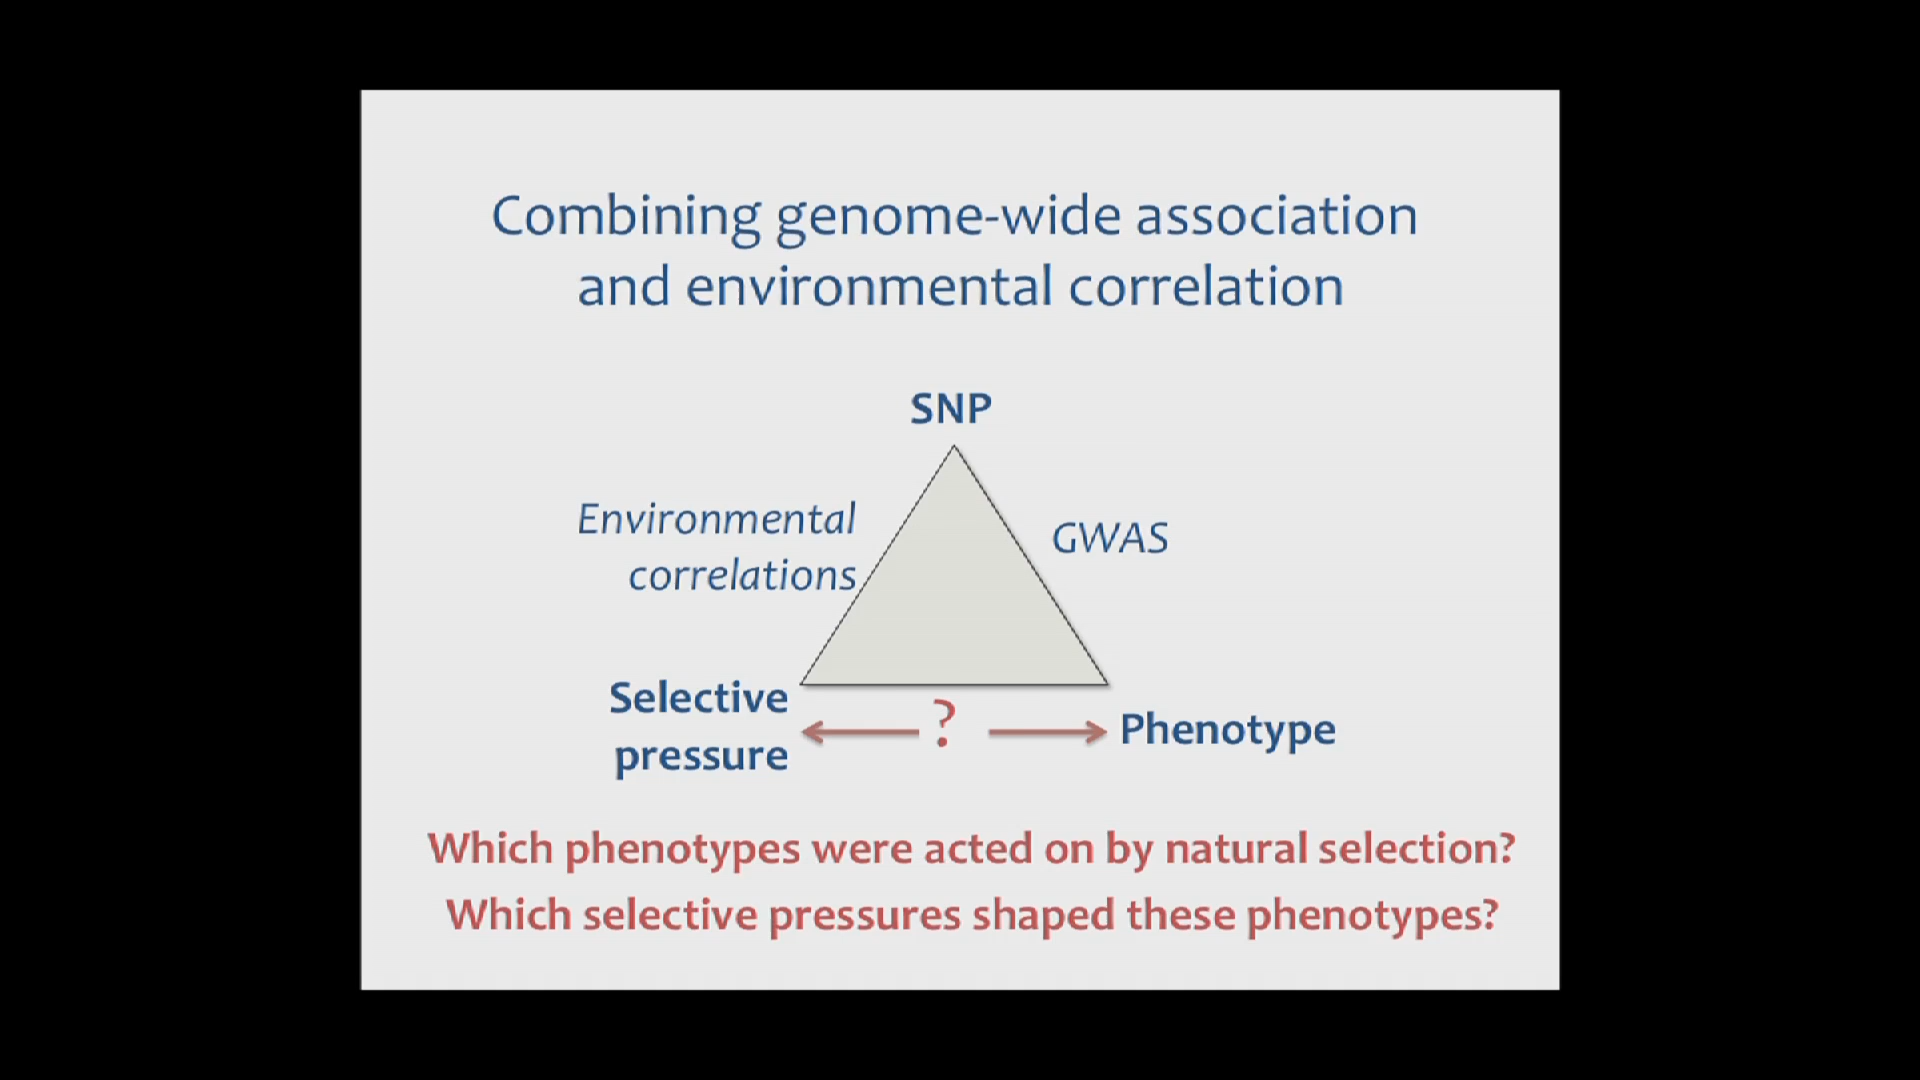 Combining genome-wide association
and environmental correlation
SNP
Environmental
correlations
GWAS
Selective
pressure
?
Phenotype
Which phenotypes were acted on by natural selection?
Which selective pressures shaped these phenotypes?